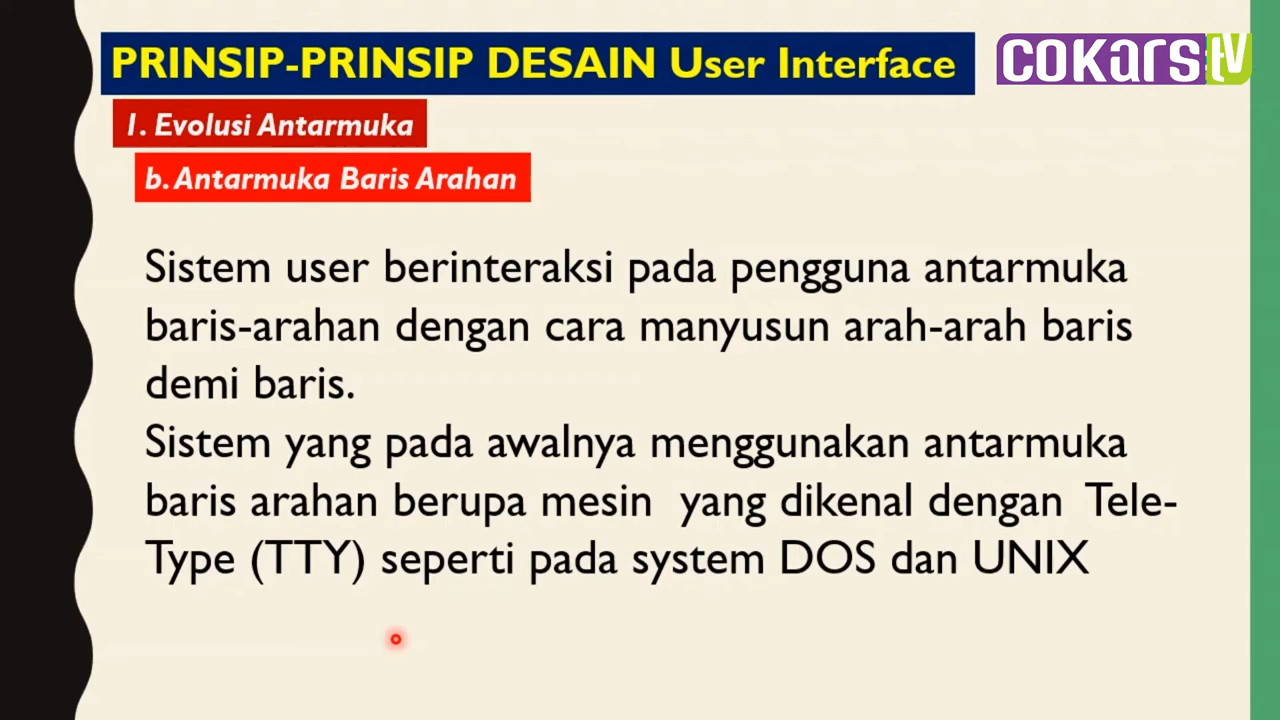 PRINSIP-PRINSIP DESAIN User Interface
cokarstv
1. Evolusi Antarmuka
b. Antarmuka Baris Arahan
Sistem user berinteraksi pada pengguna antarmuka
baris-arahan dengan cara manyusun arah-arah baris
demi baris.
Sistem yang pada awalnya menggunakan antarmuka
baris arahan berupa mesin yang dikenal dengan Tele-
Type (TTY) seperti pada system DOS dan UNIX